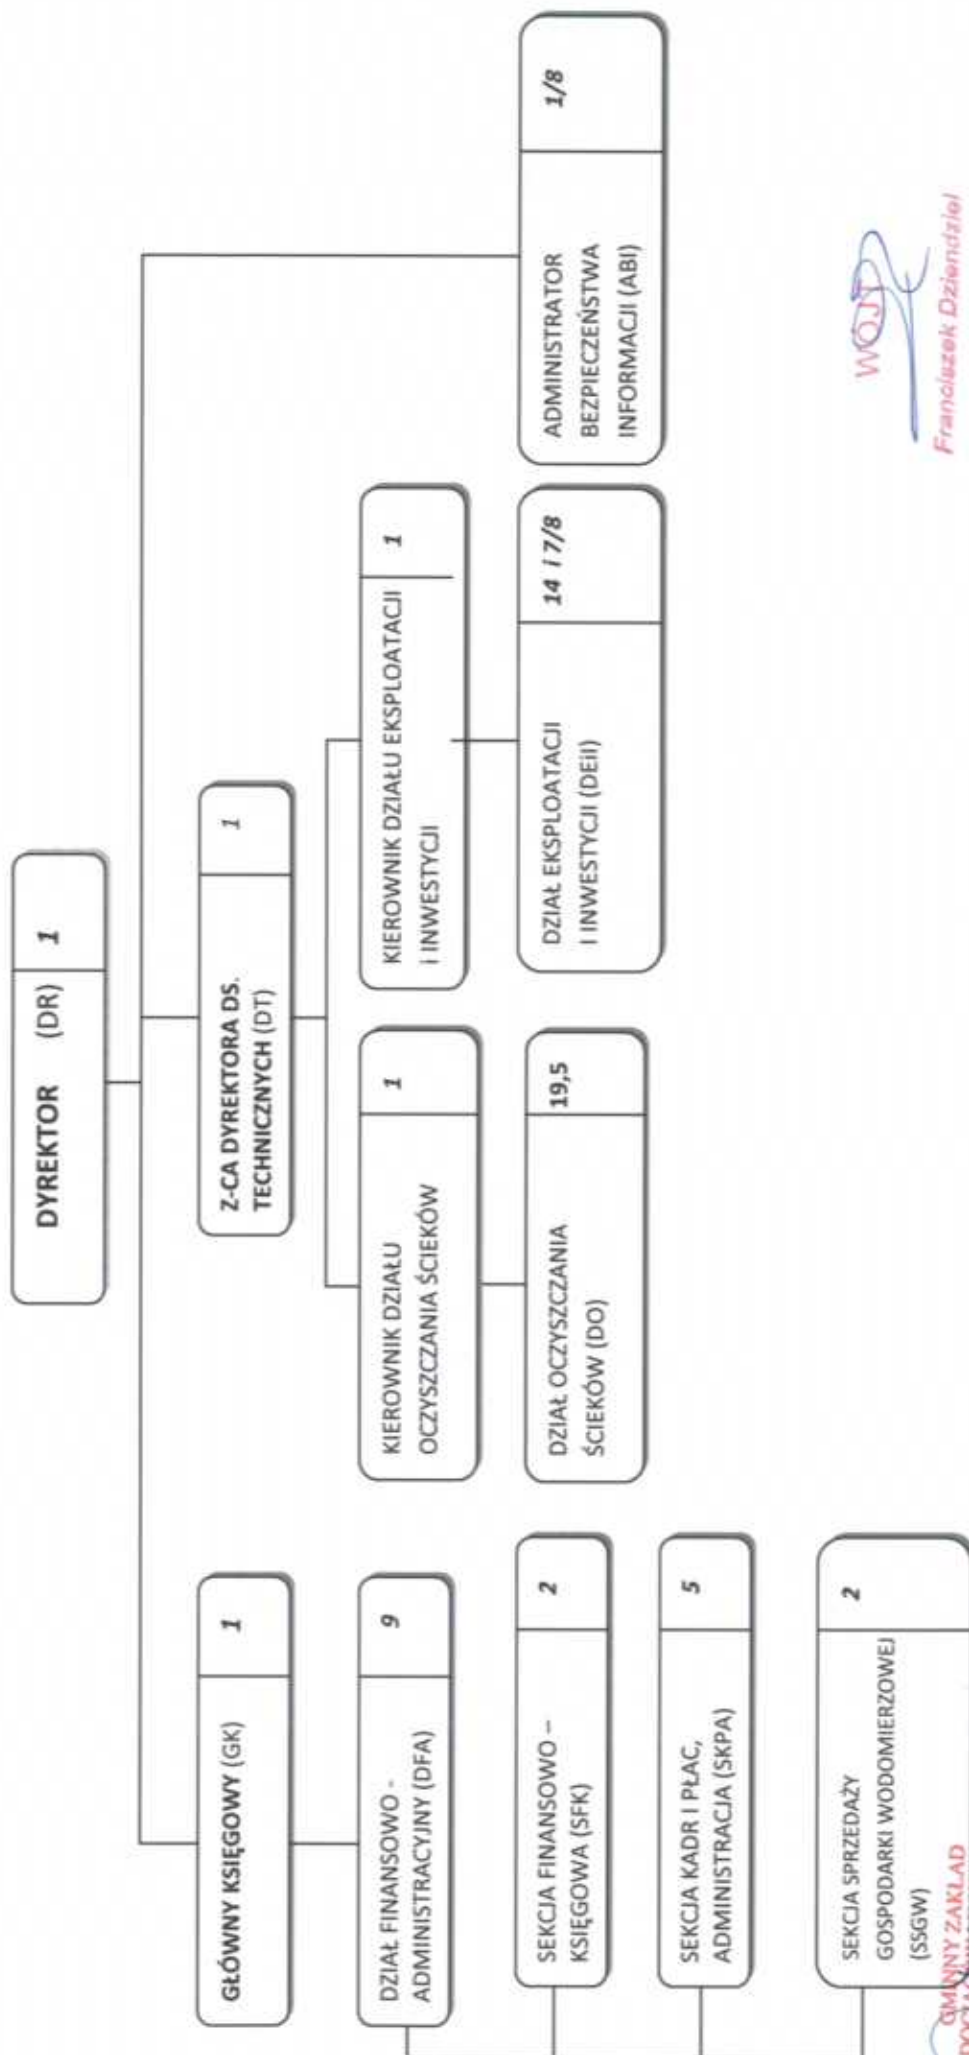 DYREKTOR (DR) 1
GŁÓWNY KSIĘGOWY (GK) 1
Z-CA DYREKTORA DS.
TECHNICZNYCH (DT) 1
DZIAŁ FINANSOWO -
ADMINISTRACYJNY (DFA) 9
KIEROWNIK DZIAŁU
OCZYSZCZANIA ŚCIEKÓW 1
KIEROWNIK DZIAŁU EKSPLOATACJI
I INWESTYCJI 1
SEKCJA FINANSOWO –
KSIĘGOWA (SFK) 2
DZIAŁ OCZYSZCZANIA
ŚCIEKÓW (DO) 19,5
DZIAŁ EKSPLOATACJI
I INWESTYCJI (DEiI) 14 i 7/8
ADMINISTRATOR
BEZPIECZEŃSTWA
INFORMACJI (ABI) 1/8
SEKCJA KADR I PŁAC,
ADMINISTRACJA (SKPA) 5
SEKCJA SPRZEDAŻY
GOSPODARKI WODOMIERZOWEJ
(SSGW) 2
GMINNY ZAKŁAD
WÓJT
Franciszek Dziendziel